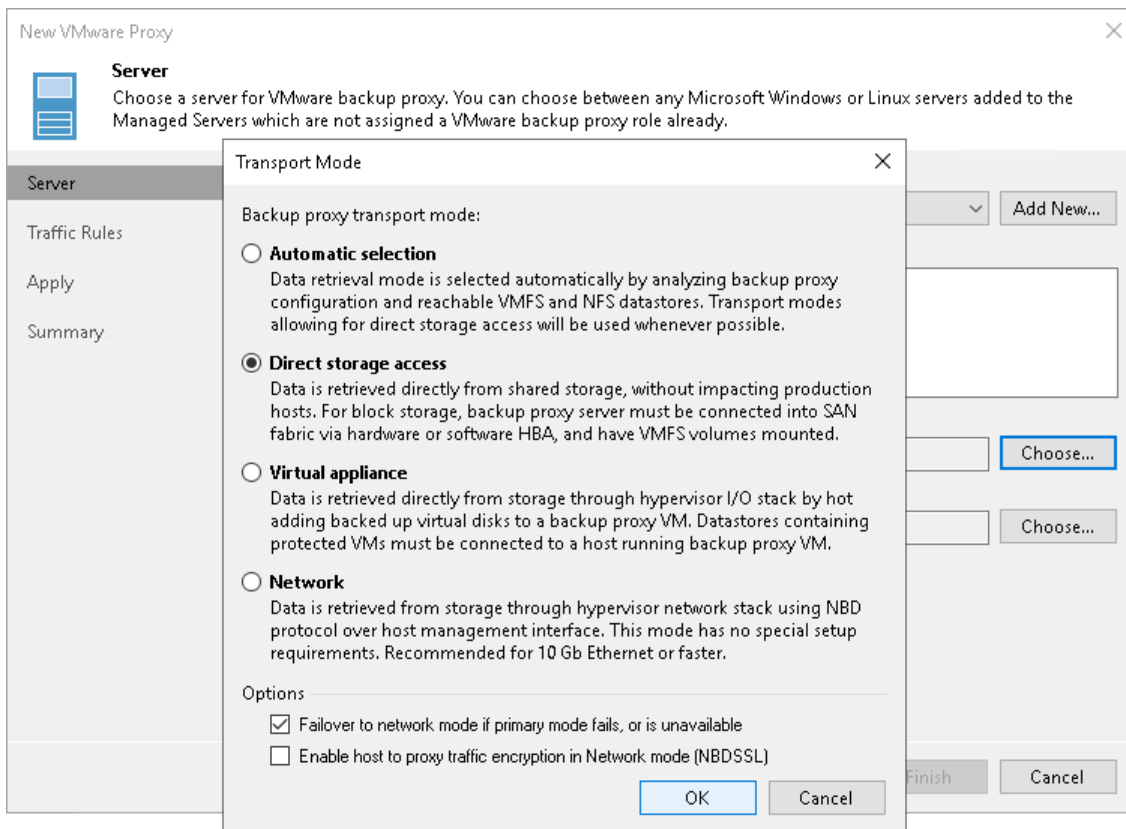 New VMware Proxy
Server
Choose a server for VMware backup proxy. You can choose between any Microsoft Windows or Linux servers added to the
Managed Servers which are not assigned a VMware backup proxy role already.
Server
Traffic Rules
Apply
Summary
Add New...
Choose...
Choose...
Finish
Cancel
Transport Mode
Backup proxy transport mode:
Automatic selection
Data retrieval mode is selected automatically by analyzing backup proxy
configuration and reachable VMFS and NFS datastores. Transport modes
allowing for direct storage access will be used whenever possible.
Direct storage access
Data is retrieved directly from shared storage, without impacting production
hosts. For block storage, backup proxy server must be connected into SAN
fabric via hardware or software HBA, and have VMFS volumes mounted.
Virtual appliance
Data is retrieved directly from storage through hypervisor I/O stack by hot
adding backed up virtual disks to a backup proxy VM. Datastores containing
protected VMs must be connected to a host running backup proxy VM.
Network
Data is retrieved from storage through hypervisor network stack using NBD
protocol over host management interface. This mode has no special setup
requirements. Recommended for 10 Gb Ethernet or faster.
Options
Failover to network mode if primary mode fails, or is unavailable
Enable host to proxy traffic encryption in Network mode (NBDSSL)
OK
Cancel